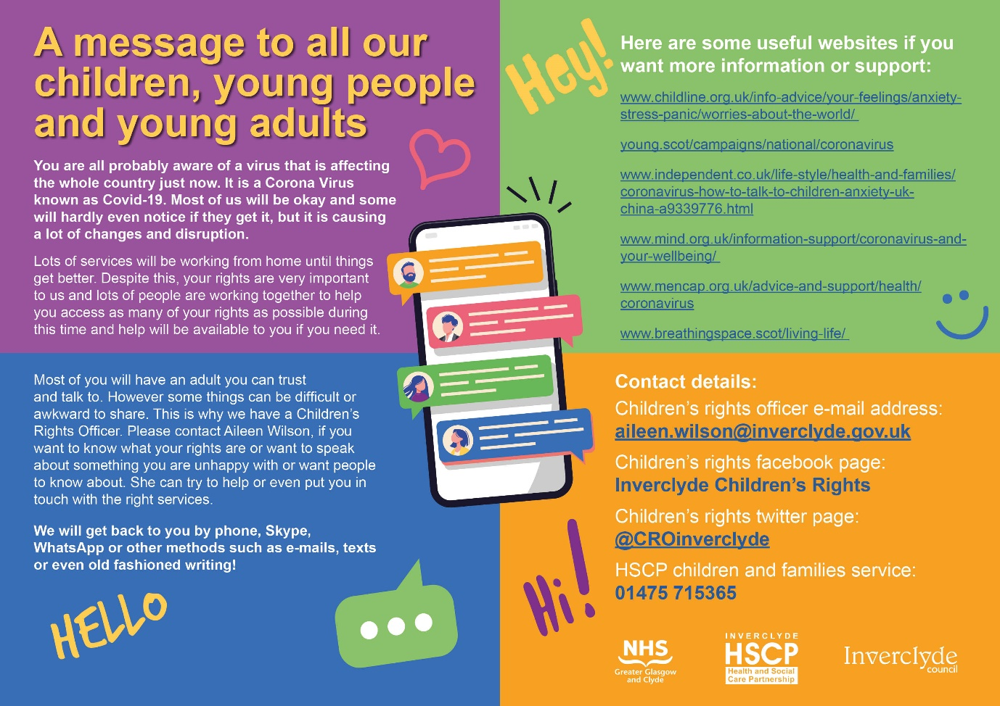 A message to all our
children, young people
and young adults
You are all probably aware of a virus that is affecting
the whole country just now. It is a Corona Virus
known as Covid-19. Most of us will be okay and some
will hardly even notice if they get it, but it is causing
a lot of changes and disruption.
Lots of services will be working from home until things
get better. Despite this, your rights are very important
to us and lots of people are working together to help
you access as many of your rights as possible during
this time and help will be available to you if you need it.
Hey!
Here are some useful websites if you
want more information or support:
www.childline.org.uk/info-advice/your-feelings/anxiety-
stress-panic/worries-about-the-world/
young.scot/campaigns/national/coronavirus
www.independent.co.uk/life-style/health-and-families/
coronavirus-how-to-talk-to-children-anxiety-uk-
china-a9339776.html
www.mind.org.uk/information-support/coronavirus-and-
your-wellbeing/
www.mencap.org.uk/advice-and-support/health/
coronavirus
www.breathingspace.scot/living-life/
Most of you will have an adult you can trust
and talk to. However some things can be difficult or
awkward to share. This is why we have a Children's
Rights Officer. Please contact Aileen Wilson, if you
want to know what your rights are or want to speak
about something you are unhappy with or want people
to know about. She can try to help or even put you in
touch with the right services.
We will get back to you by phone, Skype,
WhatsApp or other methods such as e-mails, texts
or even old fashioned writing!
HELLO
Contact details:
Children's rights officer e-mail address:
aileen.wilson@inverclyde.gov.uk
Children's rights facebook page:
Inverclyde Children's Rights
Children's rights twitter page:
@CROinverclyde
HSCP children and families service:
01475 715365
Hi!
NHS
Greater Glasgow
and Clyde
INVERCLYDE
HSCP
Health and Social
Care Partnership
Inverclyde
council